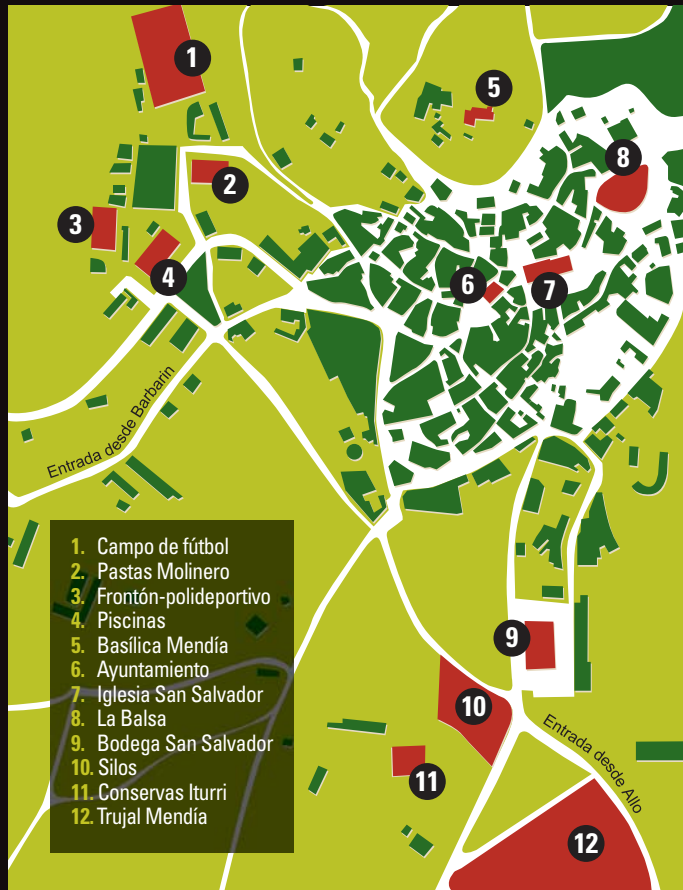 1
2
3
4
5
6
7
8
9
10
11
12
Entrada desde Barbarin
Entrada desde Allo
1. Campo de fútbol
2. Pastas Molinero
3. Frontón-polideportivo
4. Piscinas
5. Basílica Mendía
6. Ayuntamiento
7. Iglesia San Salvador
8. La Balsa
9. Bodega San Salvador
10. Silos
11. Conservas Iturri
12. Trujal Mendía